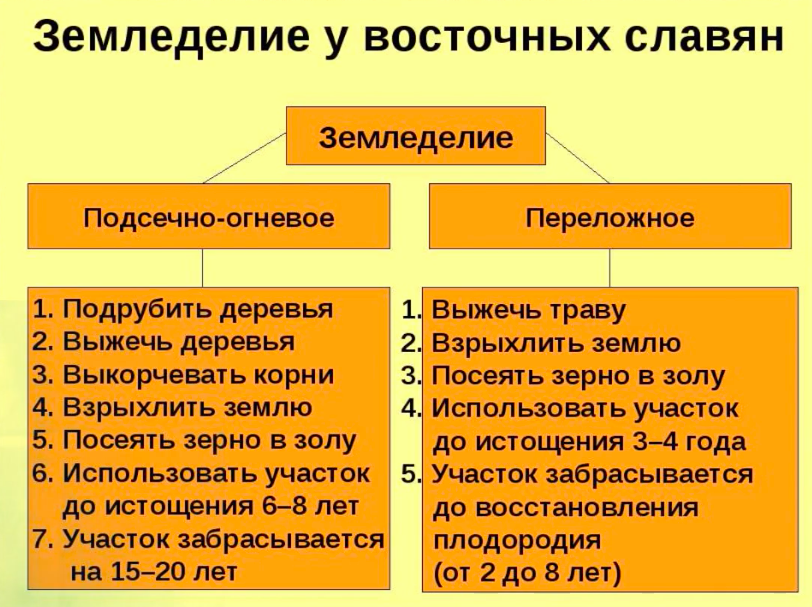 Земледелие у восточных славян
Земледелие
Подсечно-огневое
Переложное
1. Подрубить деревья
2. Выжечь деревья
3. Выкорчевать корни
4. Взрыхлить землю
5. Посеять зерно в золу
6. Использовать участок
до истощения 6–8 лет
7. Участок забрасывается
на 15–20 лет
1. Выжечь траву
2. Взрыхлить землю
3. Посеять зерно в золу
4. Использовать участок
до истощения 3–4 года
5. Участок забрасывается
до восстановления
плодородия
(от 2 до 8 лет)